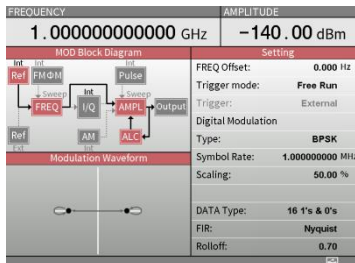 FREQUENCY
AMPLITUDE
1.000000000000 GHz
-140.00 dBm
MOD Block Diagram
Int
Ref
Int
FMΦM
Int
Pulse
Sweep
Int
Sweep
FREQ
I/Q
AMPL
Output
Ref
Ext
AM
Int
ALC
Modulation Waveform
Setting
FREQ Offset: 0.000 Hz
Trigger mode: Free Run
Trigger: External
Digital Modulation
Type: BPSK
Symbol Rate: 1.000000000 MHz
Scaling: 50.00 %
DATA Type: 16 1's & 0's
FIR: Nyquist
Rolloff: 0.70